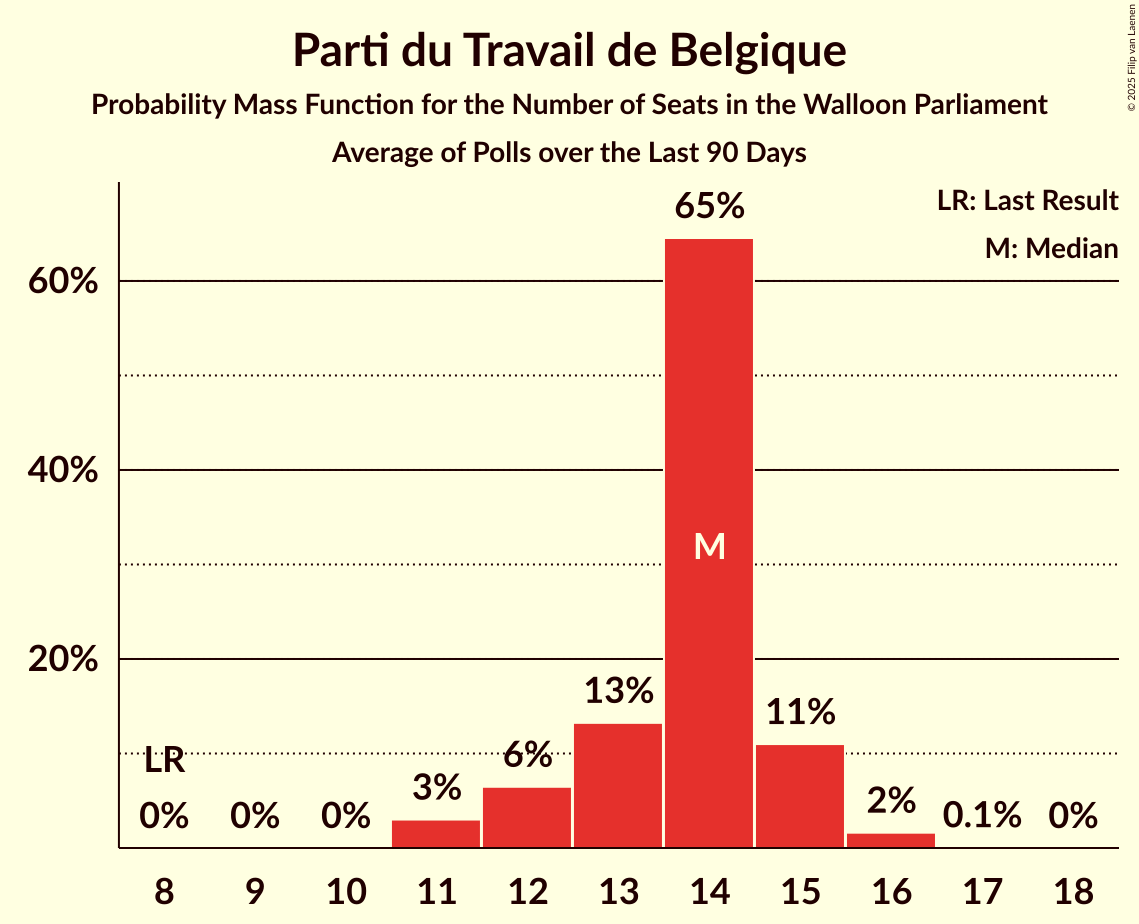 Parti du Travail de Belgique
Probability Mass Function for the Number of Seats in the Walloon Parliament
Average of Polls over the Last 90 Days
© 2025 Filip van Laenen
LR: Last Result
M: Median
60%
40%
20%
LR
0%
0%
0%
3%
6%
13%
65%
M
11%
2%
0.1%
0%
8 9 10 11 12 13 14 15 16 17 18